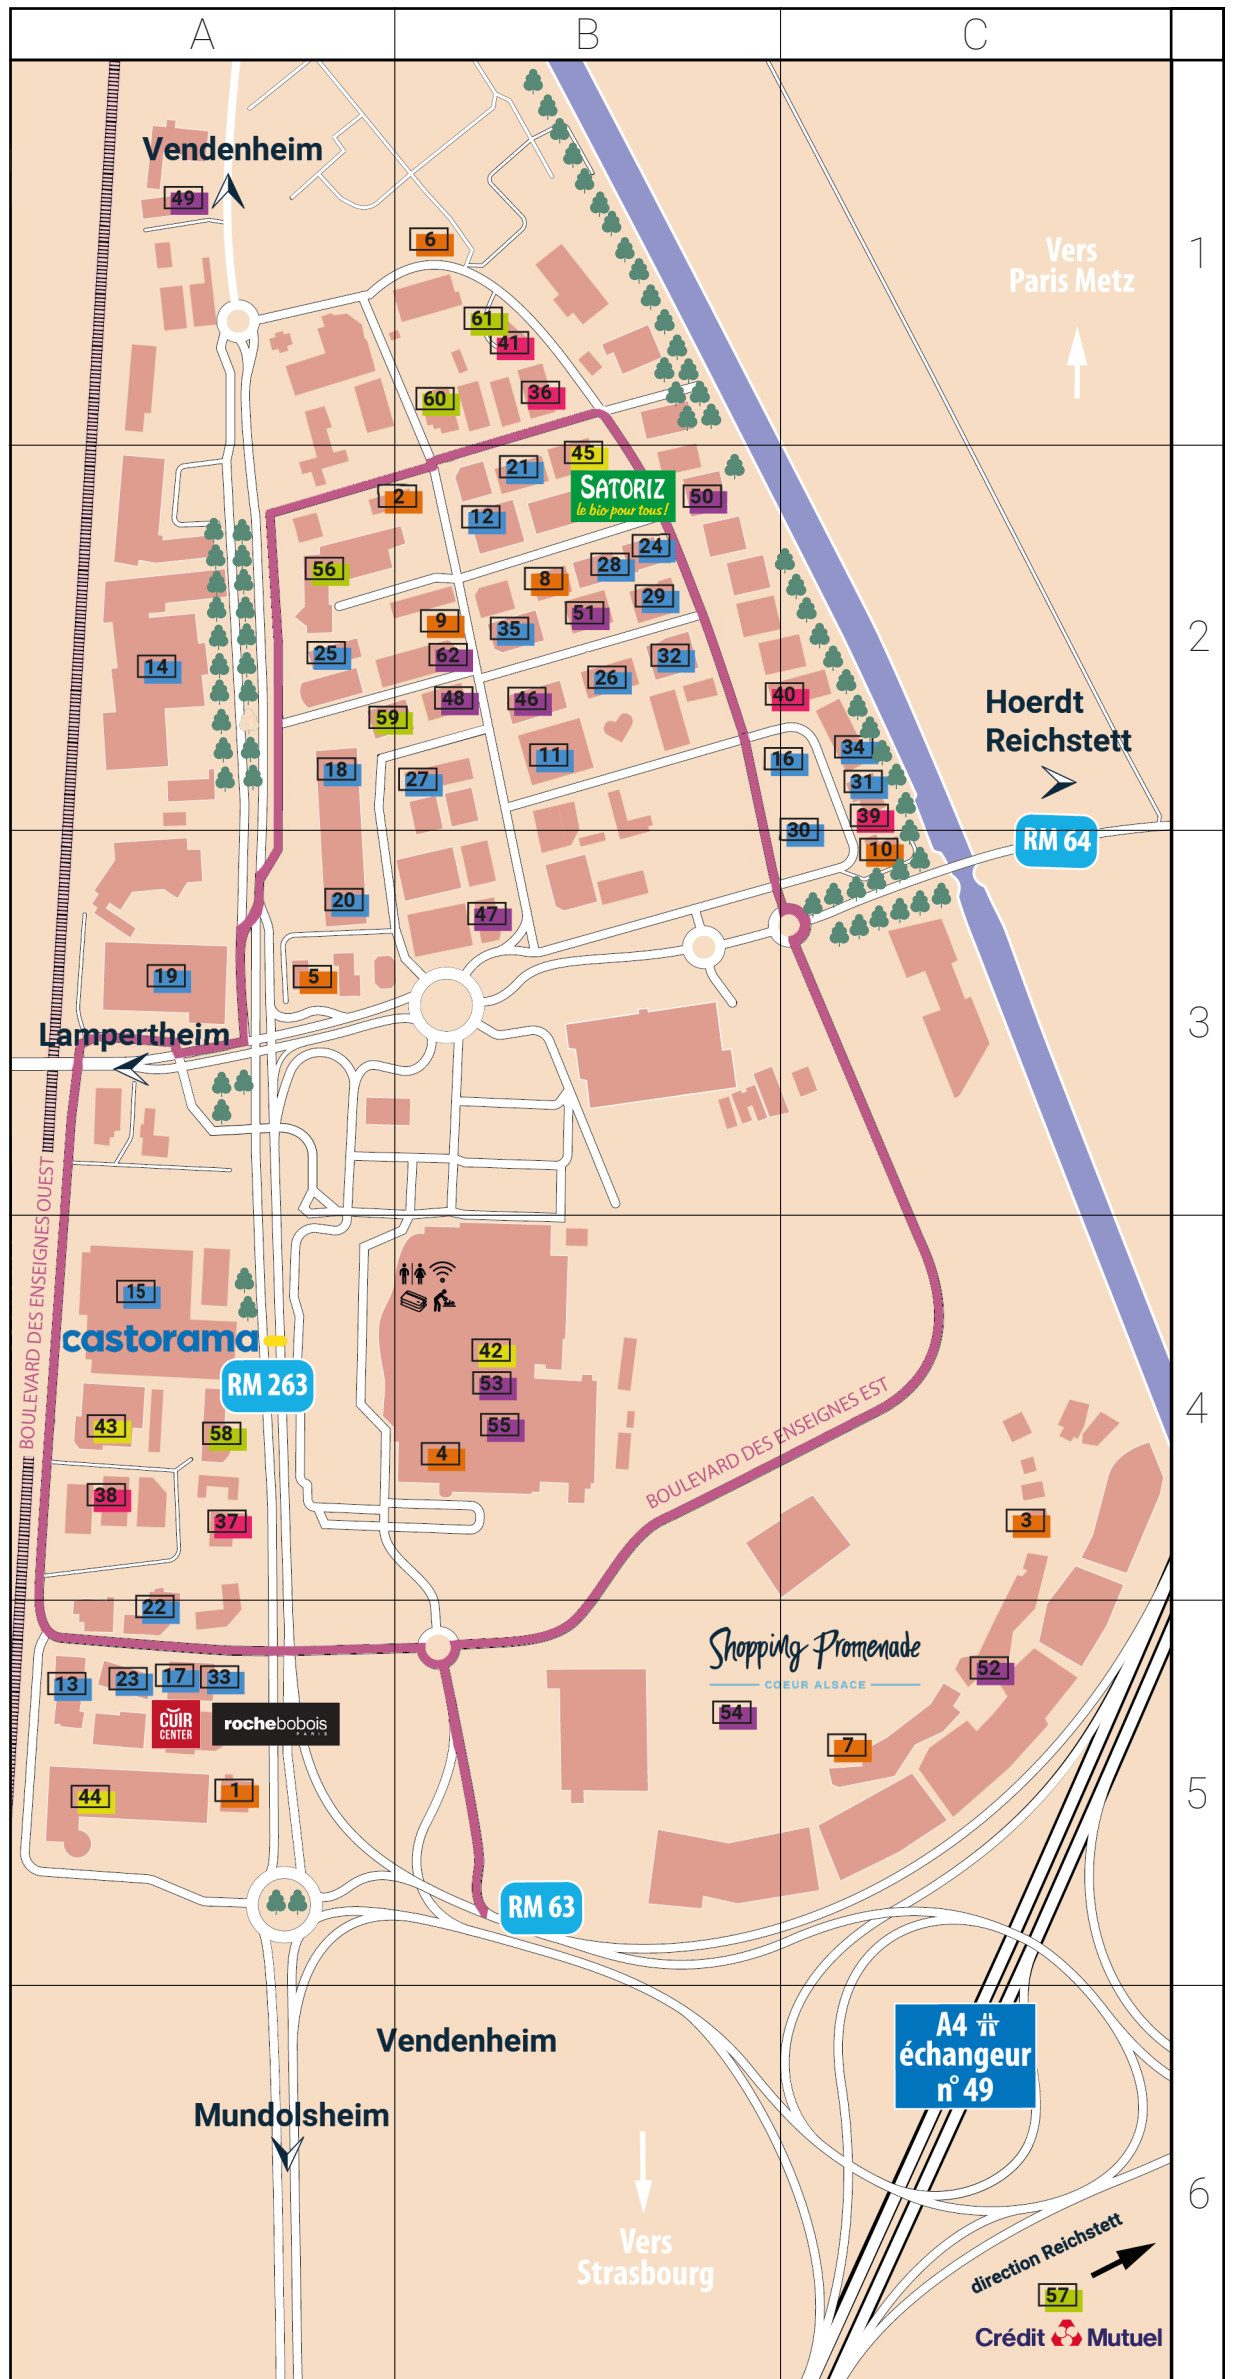 A
B
C
Vendenheim
49
6
1
Vers
Paris Metz
61
41
36
60
45
21
SATORIZ
le bio pour tous!
2
50
12
24
28
56
8
29
51
9
35
14
25
62
32
2
26
48
46
40
59
Hoerdt
Reichstett
11
34
16
18
27
31
39
30
RM 64
10
20
47
19
5
3
Lampertheim
BOULEVARD DES ENSEIGNES OUEST
15
castorama
42
RM 263
53
BOULEVARD DES ENSEIGNES EST
4
43
58
55
4
38
37
3
22
Shopping Promenade
COEUR ALSACE
13
23
17
33
52
CUIR
CENTER
rochebobois
PARIS
54
7
44
1
5
RM 63
A4
échangeur
n° 49
Vendenheim
Mundolsheim
6
Vers
Strasbourg
direction Reichstett
57
Crédit Mutuel